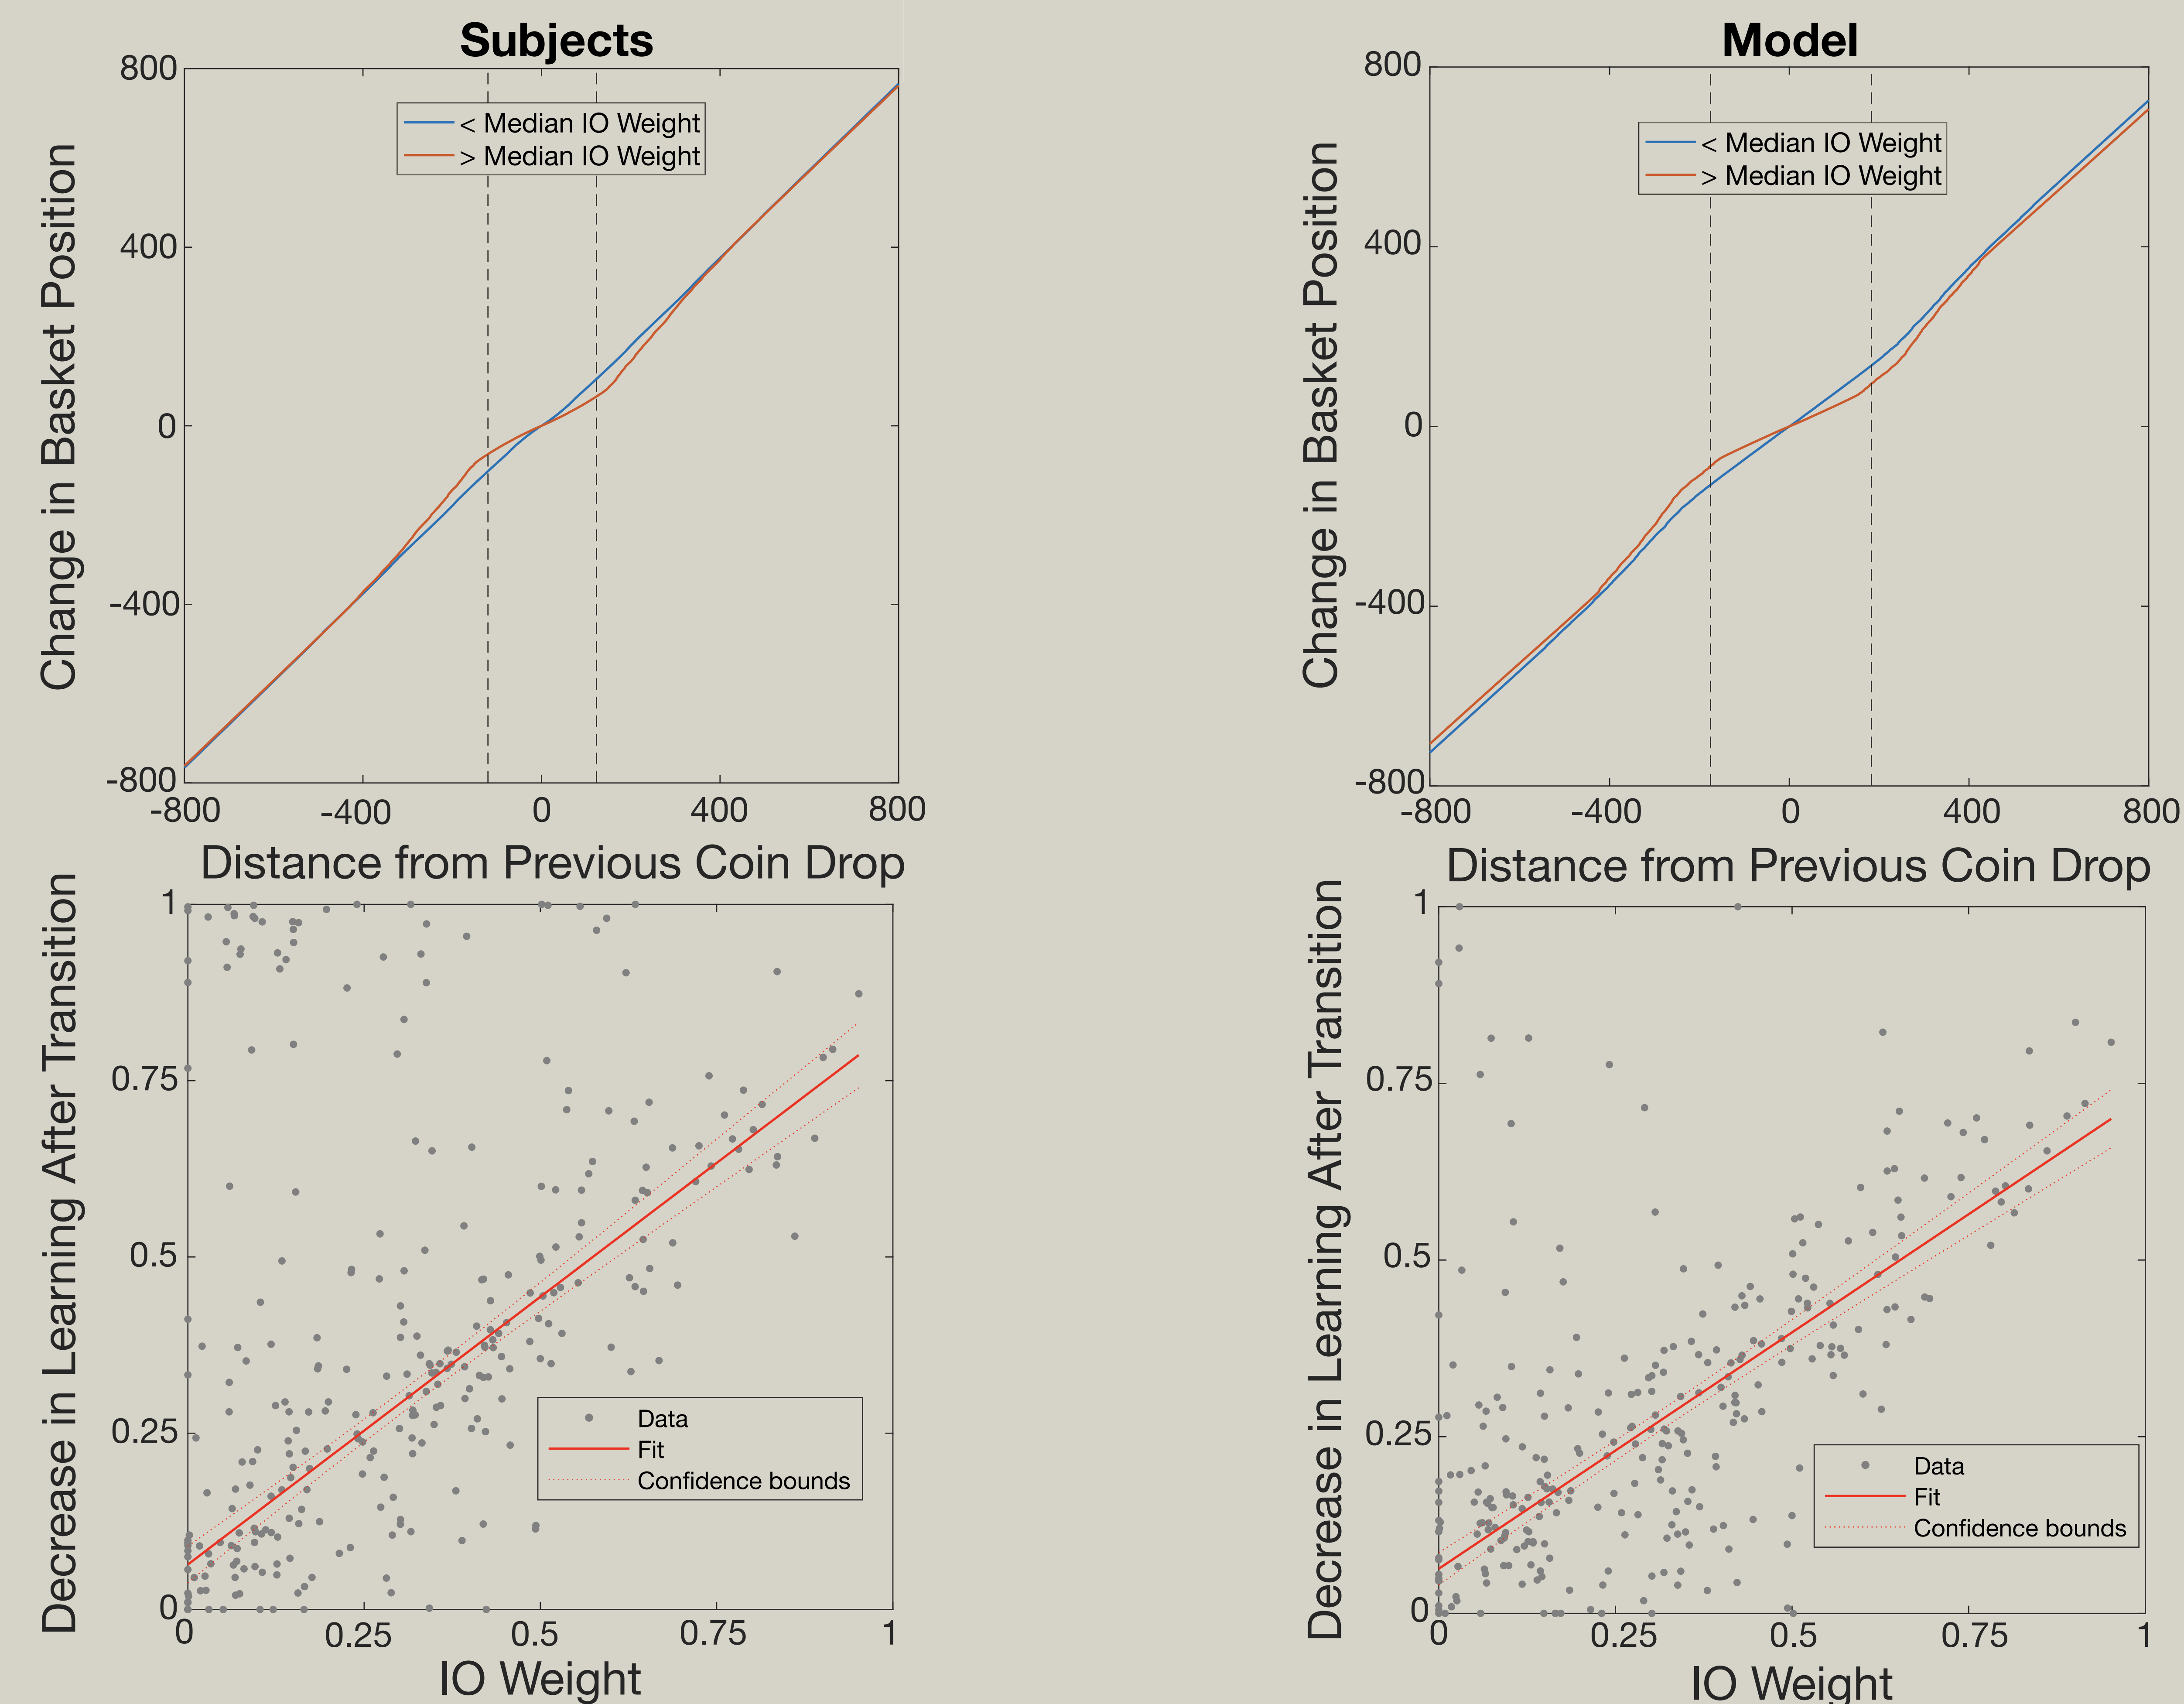 Subjects
800
400
0
-400
-800
-800
-400
0
400
800
Change in Basket Position
Distance from Previous Coin Drop
< Median IO Weight
> Median IO Weight
Model
800
400
0
-400
-800
-800
-400
0
400
800
Change in Basket Position
Distance from Previous Coin Drop
< Median IO Weight
> Median IO Weight
1
0.75
0.5
0.25
0
0
0.25
0.5
0.75
1
Decrease in Learning After Transition
IO Weight
Data
Fit
Confidence bounds
1
0.75
0.5
0.25
0
0
0.25
0.5
0.75
1
Decrease in Learning After Transition
IO Weight
Data
Fit
Confidence bounds